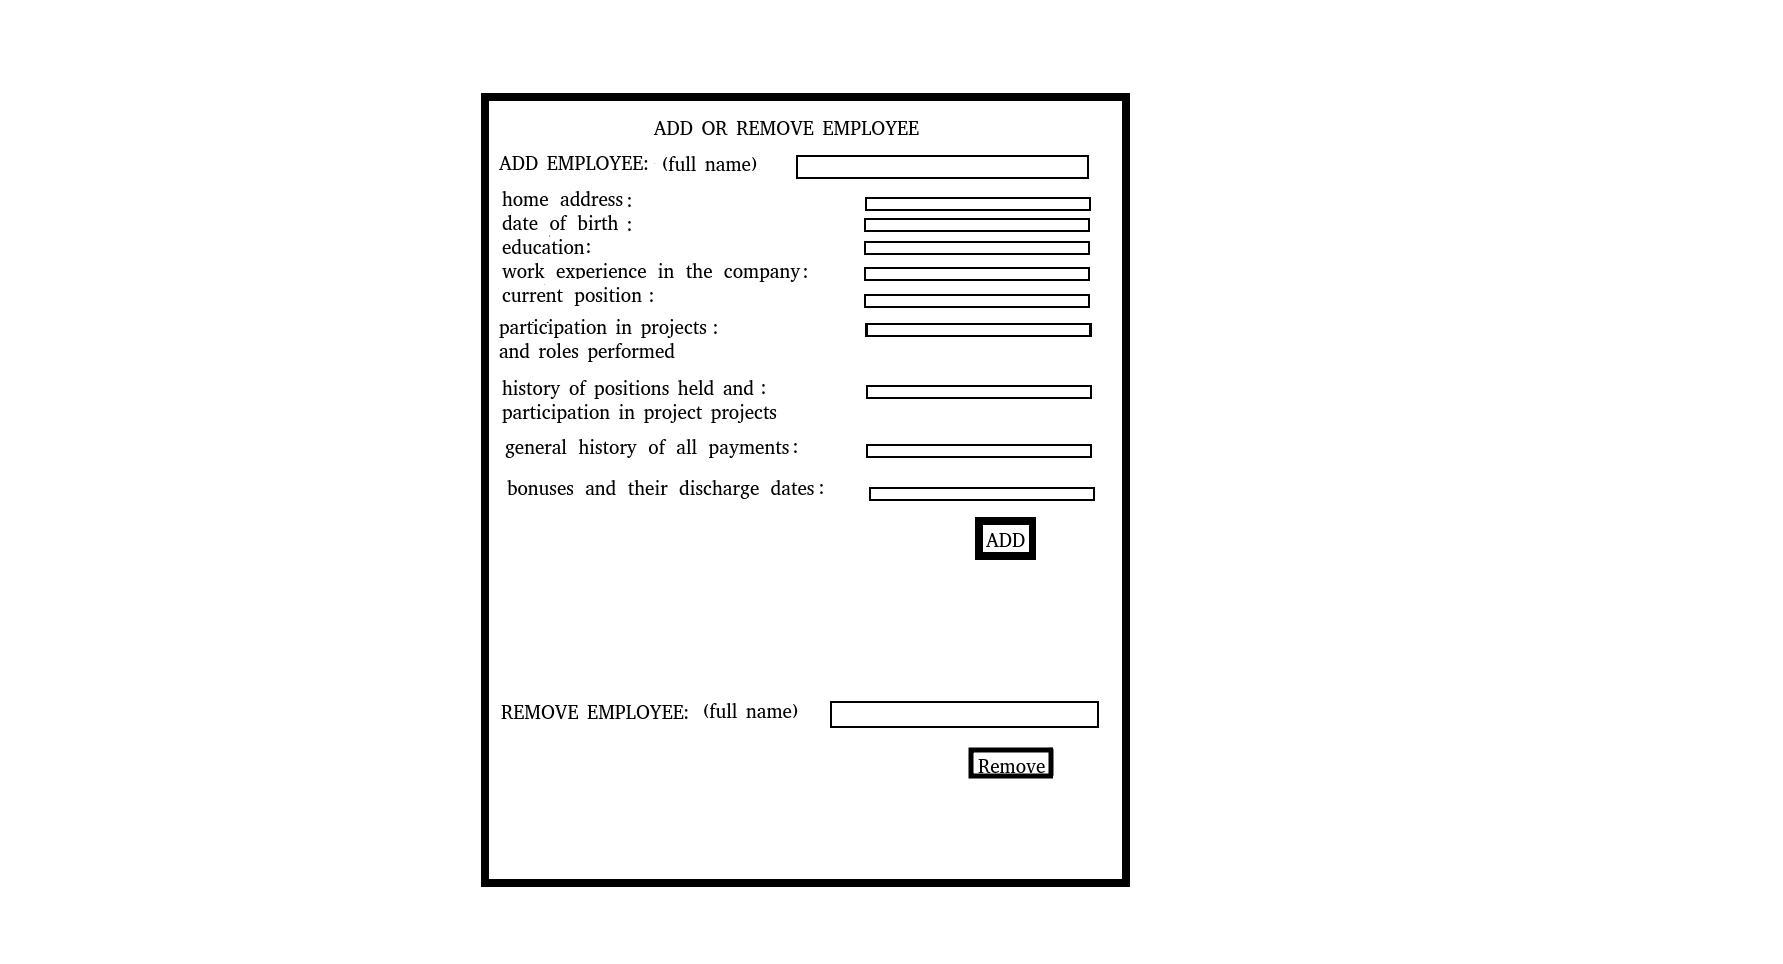 ADD OR REMOVE EMPLOYEE
ADD EMPLOYEE: (full name)
home address :
date of birth :
education:
work experience in the company:
current position :
participation in projects :
and roles performed
history of positions held and :
participation in project projects
general history of all payments:
bonuses and their discharge dates :
ADD
REMOVE EMPLOYEE: (full name)
Remove